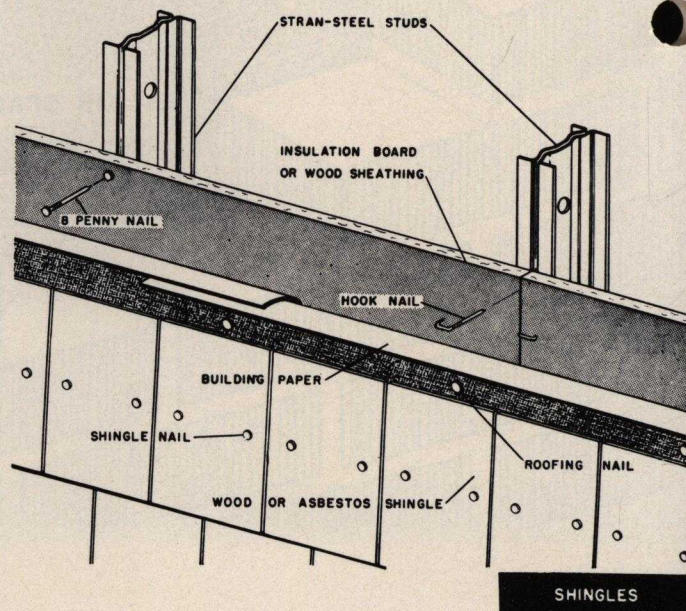 STRAN-STEEL STUDS
INSULATION BOARD
OR WOOD SHEATHING
8 PENNY NAIL
HOOK NAIL
BUILDING PAPER
SHINGLE NAIL
ROOFING NAIL
WOOD OR ASBESTOS SHINGLE
SHINGLES